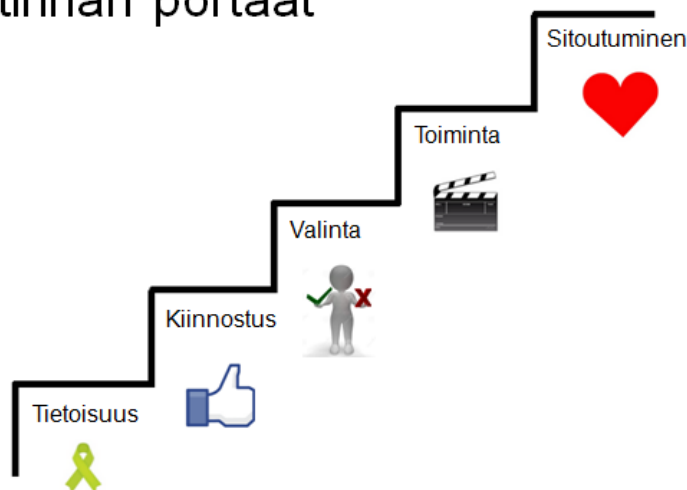 portaat
Sitoutuminen
Toiminta
Valinta
Kiinnostus
Tietoisuus